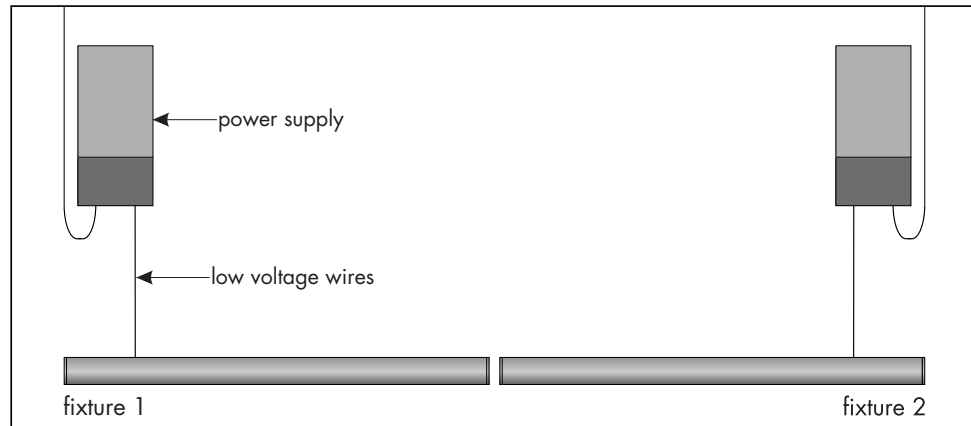 power supply
low voltage wires
fixture 1
fixture 2